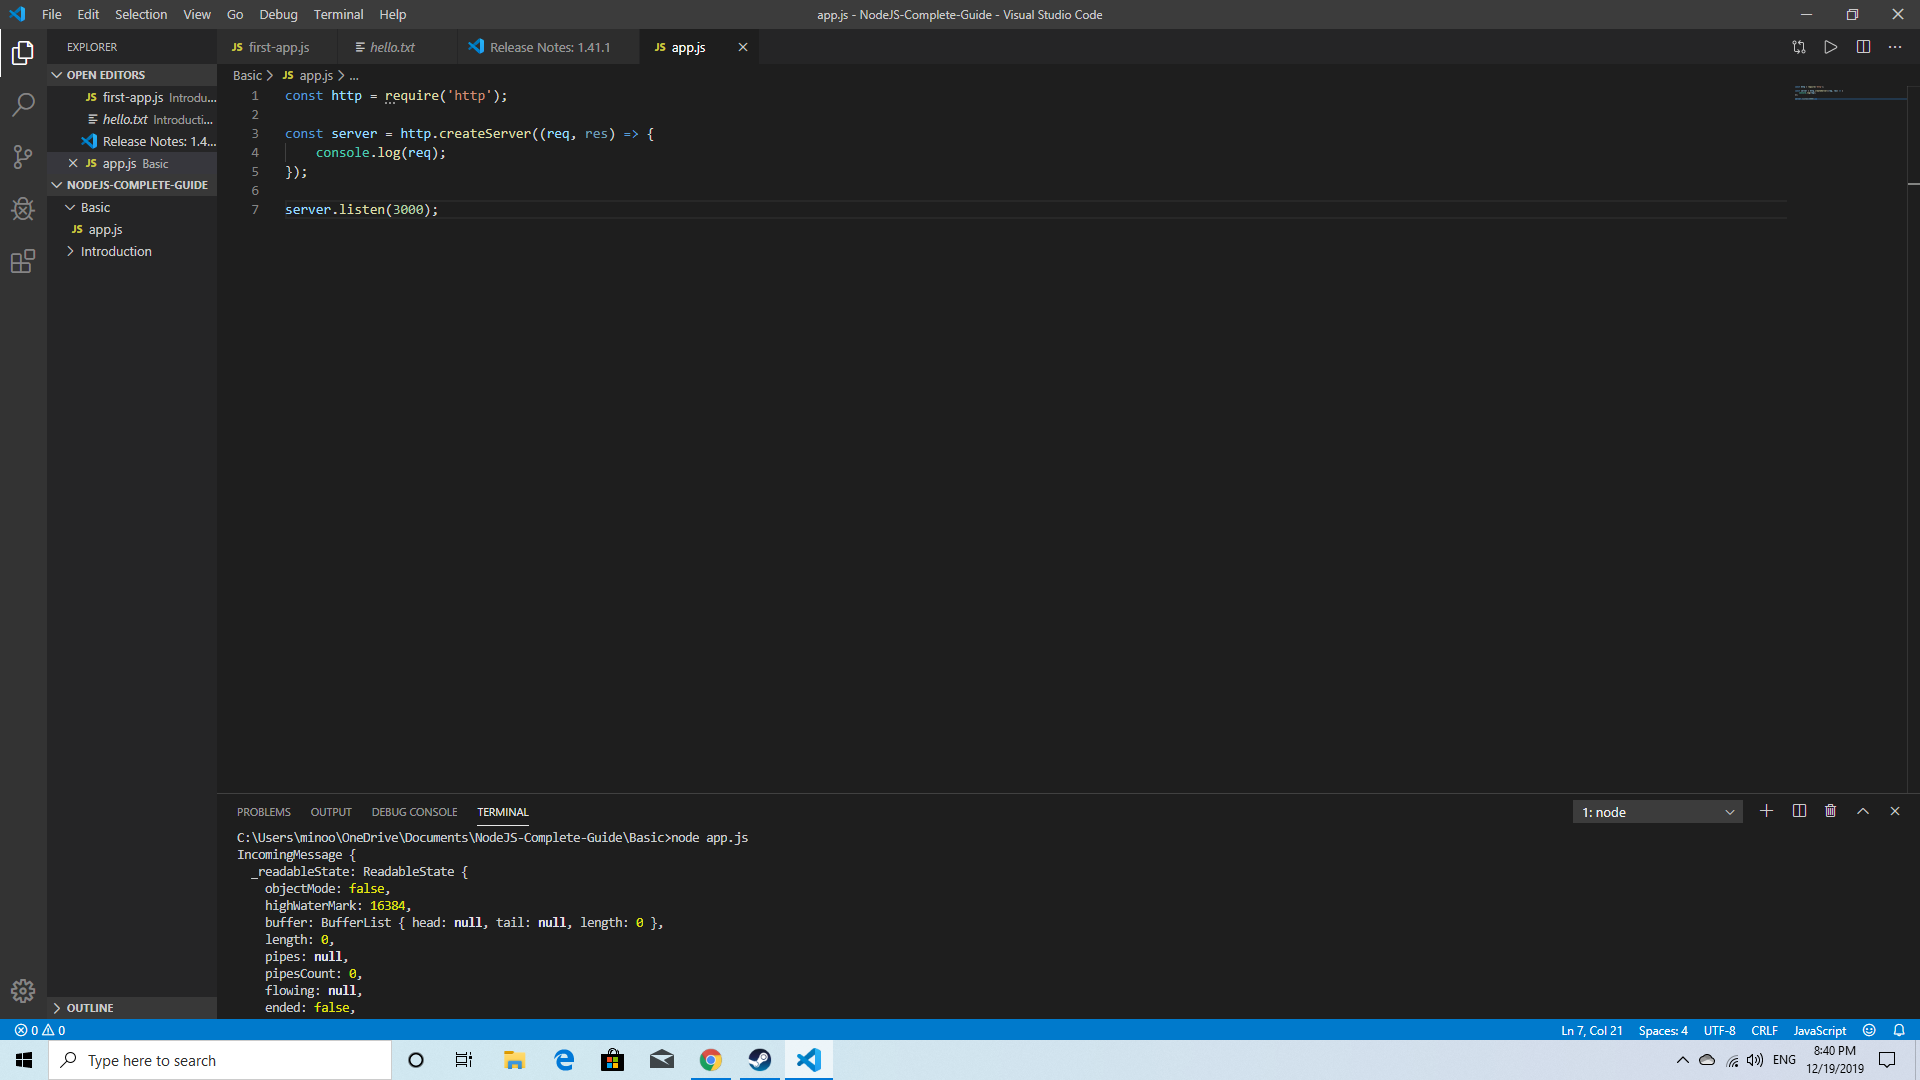 File Edit Selection View Go Debug Terminal Help
app.js - NodeJS-Complete-Guide - Visual Studio Code
EXPLORER
OPEN EDITORS
JS first-app.js Introdu...
hello.txt Introducti...
Release Notes: 1.4...
JS app.js Basic
NODEJS-COMPLETE-GUIDE
Basic
JS app.js
Introduction
OUTLINE
JS first-app.js
hello.txt
Release Notes: 1.41.1
JS app.js
Basic > JS app.js > ...
1 const http = require('http');
2
3 const server = http.createServer((req, res) => {
4 console.log(req);
5 });
6
7 server.listen(3000);
PROBLEMS OUTPUT DEBUG CONSOLE TERMINAL
1: node
C:\Users\minoo\OneDrive\Documents\NodeJS-Complete-Guide\Basic>node app.js
IncomingMessage {
_readableState: ReadableState {
objectMode: false,
highWaterMark: 16384,
buffer: BufferList { head: null, tail: null, length: 0 },
length: 0,
pipes: null,
pipesCount: 0,
flowing: null,
ended: false,
0 0
Ln 7, Col 21 Spaces: 4 UTF-8 CRLF JavaScript
Type here to search
ENG
8:40 PM
12/19/2019